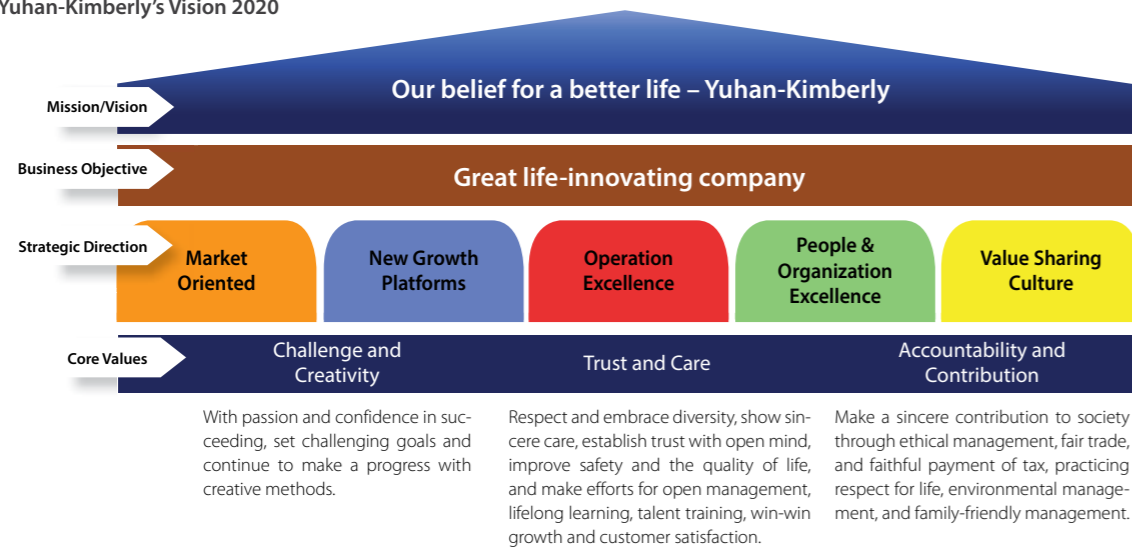 Yuhan-Kimberly's Vision 2020
Mission/Vision
Our belief for a better life – Yuhan-Kimberly
Business Objective
Great life-innovating company
Strategic Direction
Market
Oriented
New Growth
Platforms
Operation
Excellence
People &
Organization
Excellence
Value Sharing
Culture
Core Values
Challenge and
Creativity
Trust and Care
Accountability and
Contribution
With passion and confidence in suc-
ceeding, set challenging goals and
continue to make a progress with
creative methods.
Respect and embrace diversity, show sin-
cere care, establish trust with open mind,
improve safety and the quality of life,
and make efforts for open management,
lifelong learning, talent training, win-win
growth and customer satisfaction.
Make a sincere contribution to society
through ethical management, fair trade,
and faithful payment of tax, practicing
respect for life, environmental manage-
ment, and family-friendly management.